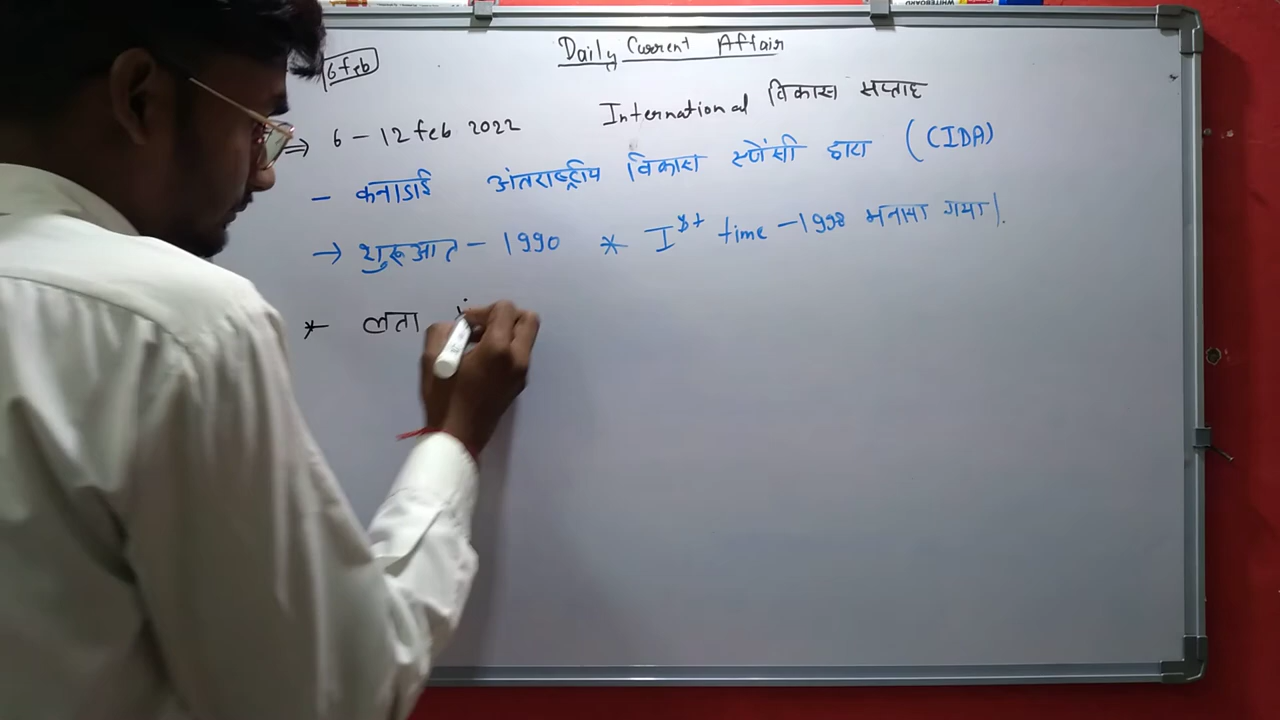 6 feb
Daily Current Affair
⇒ 6 - 12 feb 2022 International विकास सप्ताह
- कनाडाई अंतराष्ट्रीय विकास एजेंसी द्वारा (CIDA)
→ शुरूआत - 1990 * Ist time - 1998 मनाया गया।
* लता